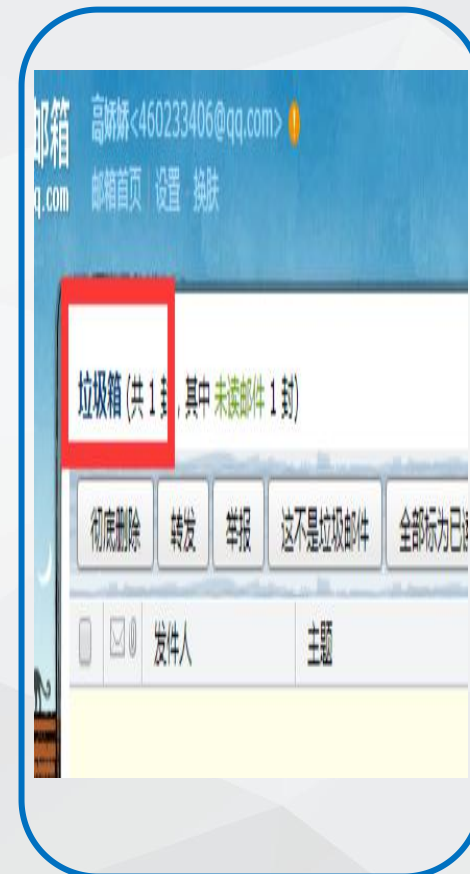 邮箱 高娇娇<460233406@qq.com>
q.com 邮箱首页 设置 换肤
垃圾箱 (共 1 封, 其中 未读邮件 1 封)
彻底删除 转发 举报 这不是垃圾邮件 全部标为已读
发件人 主题